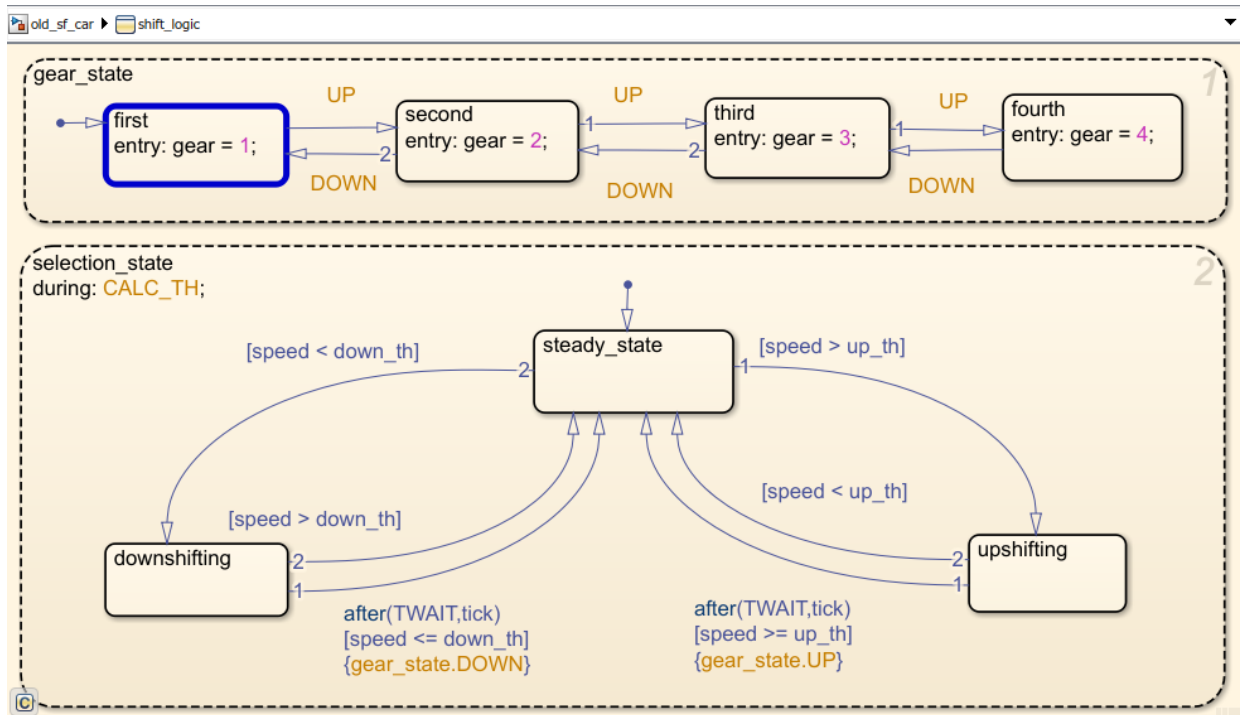 old_sf_car shift_logic
gear_state
1
first
entry: gear = 1;
UP
DOWN
second
entry: gear = 2;
2
1
UP
DOWN
third
entry: gear = 3;
2
1
UP
DOWN
fourth
entry: gear = 4;
selection_state
during: CALC_TH;
2
steady_state
2
1
[speed < down_th]
[speed > up_th]
[speed > down_th]
[speed < up_th]
downshifting
2
1
upshifting
2
1
after(TWAIT,tick)
[speed <= down_th]
{gear_state.DOWN}
after(TWAIT,tick)
[speed >= up_th]
{gear_state.UP}
C